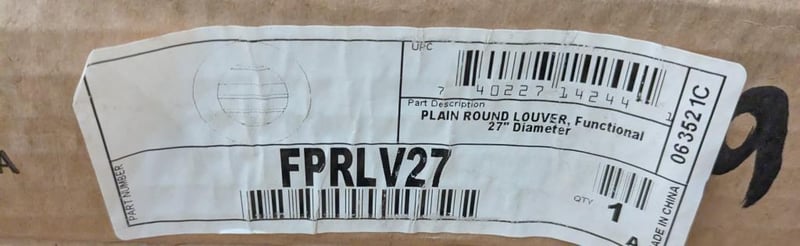 UPC
7 40227 14244 1
Part Description
PLAIN ROUND LOUVER, Functional
27" Diameter
063521C
PART NUMBER
FPRLV27
QTY
1
MADE IN CHINA
A
A
9